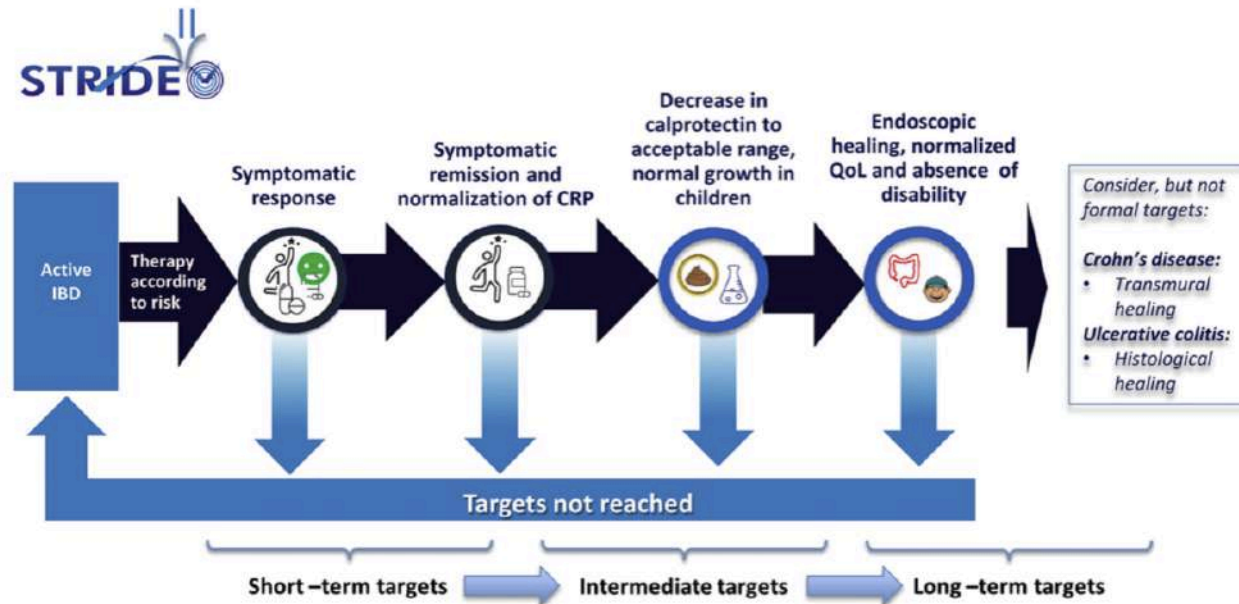 II
STRIDE
Decrease in
calprotectin to
acceptable range,
normal growth in
children
Endoscopic
healing, normalized
QoL and absence of
disability
Symptomatic
remission and
normalization of CRP
Symptomatic
response
Active
IBD
Therapy
according
to risk
Consider, but not
formal targets:
Crohn's disease:
• Transmural
healing
Ulcerative colitis:
• Histological
healing
Targets not reached
Short –term targets
Intermediate targets
Long –term targets